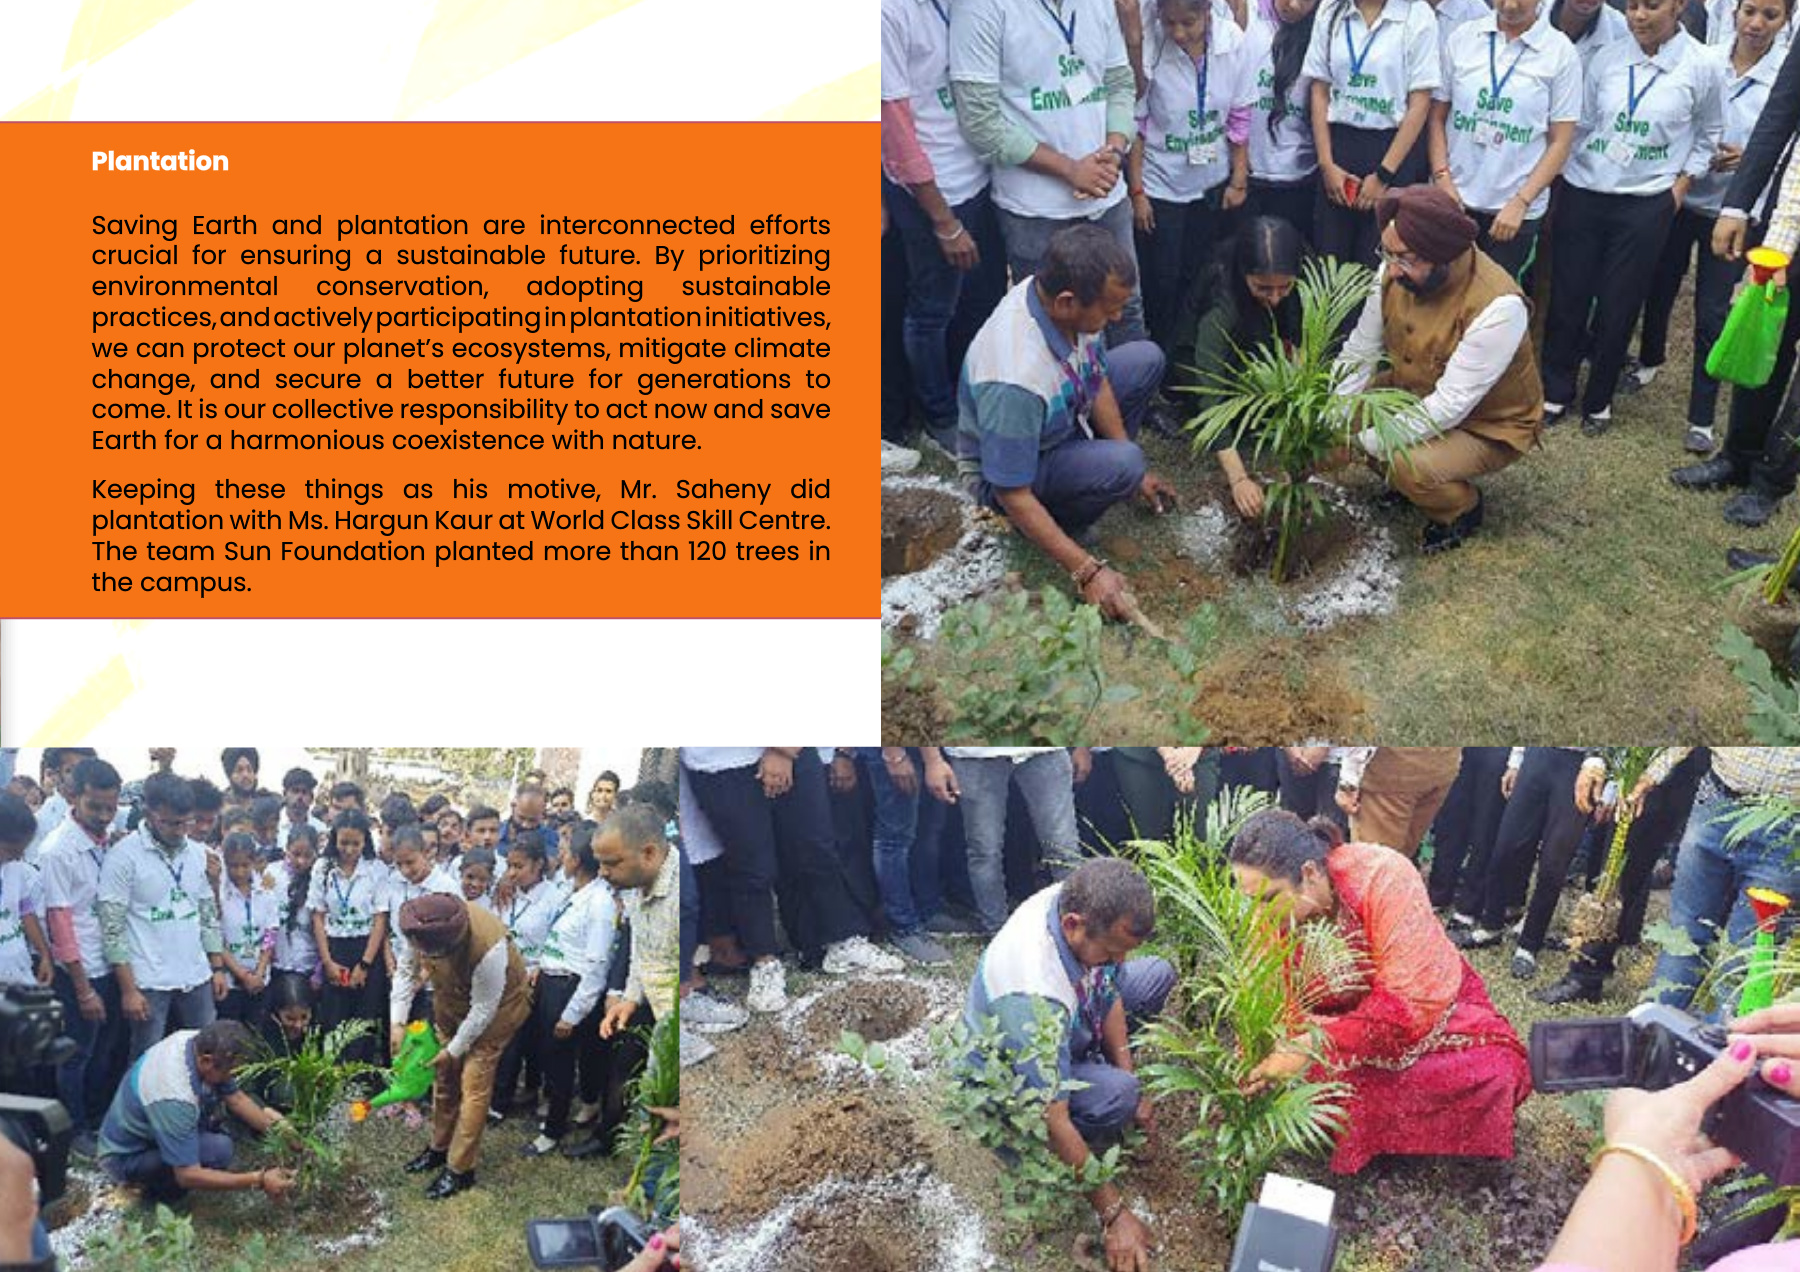 Plantation
Saving Earth and plantation are interconnected efforts
crucial for ensuring a sustainable future. By prioritizing
environmental conservation, adopting sustainable
practices, and actively participating in plantation initiatives,
we can protect our planet's ecosystems, mitigate climate
change, and secure a better future for generations to
come. It is our collective responsibility to act now and save
Earth for a harmonious coexistence with nature.
Keeping these things as his motive, Mr. Saheny did
plantation with Ms. Hargun Kaur at World Class Skill Centre.
The team Sun Foundation planted more than 120 trees in
the campus.
Save
Save
Environment
Save